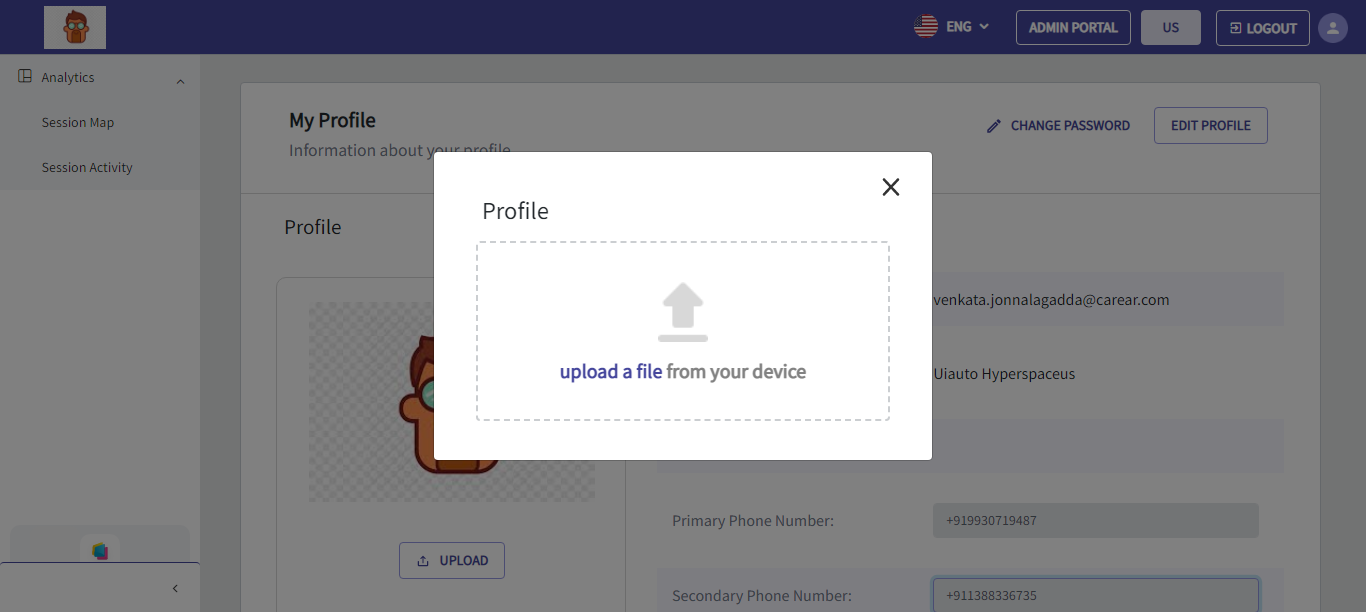 ENG
ADMIN PORTAL
US
LOGOUT
Analytics
Session Map
Session Activity
My Profile
Information about your profile
CHANGE PASSWORD
EDIT PROFILE
Profile
Profile
upload a file from your device
venkata.jonnalagadda@carear.com
Uiauto Hyperspaceus
Primary Phone Number:
+919930719487
UPLOAD
Secondary Phone Number:
+911388336735